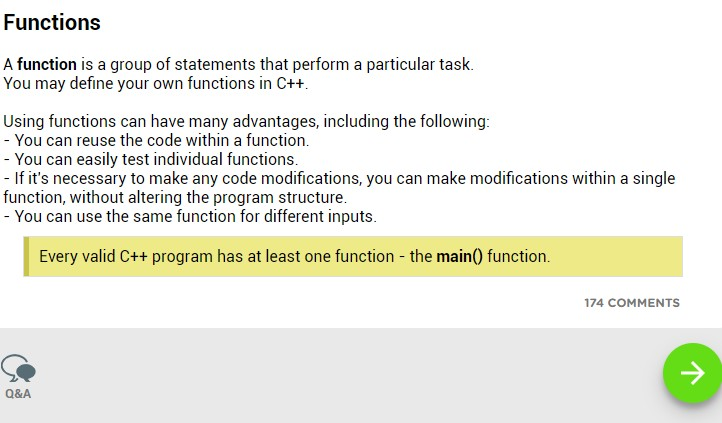 Functions
A function is a group of statements that perform a particular task.
You may define your own functions in C++.
Using functions can have many advantages, including the following:
- You can reuse the code within a function.
- You can easily test individual functions.
- If it's necessary to make any code modifications, you can make modifications within a single
function, without altering the program structure.
- You can use the same function for different inputs.
Every valid C++ program has at least one function - the main() function.
174 COMMENTS
Q&A